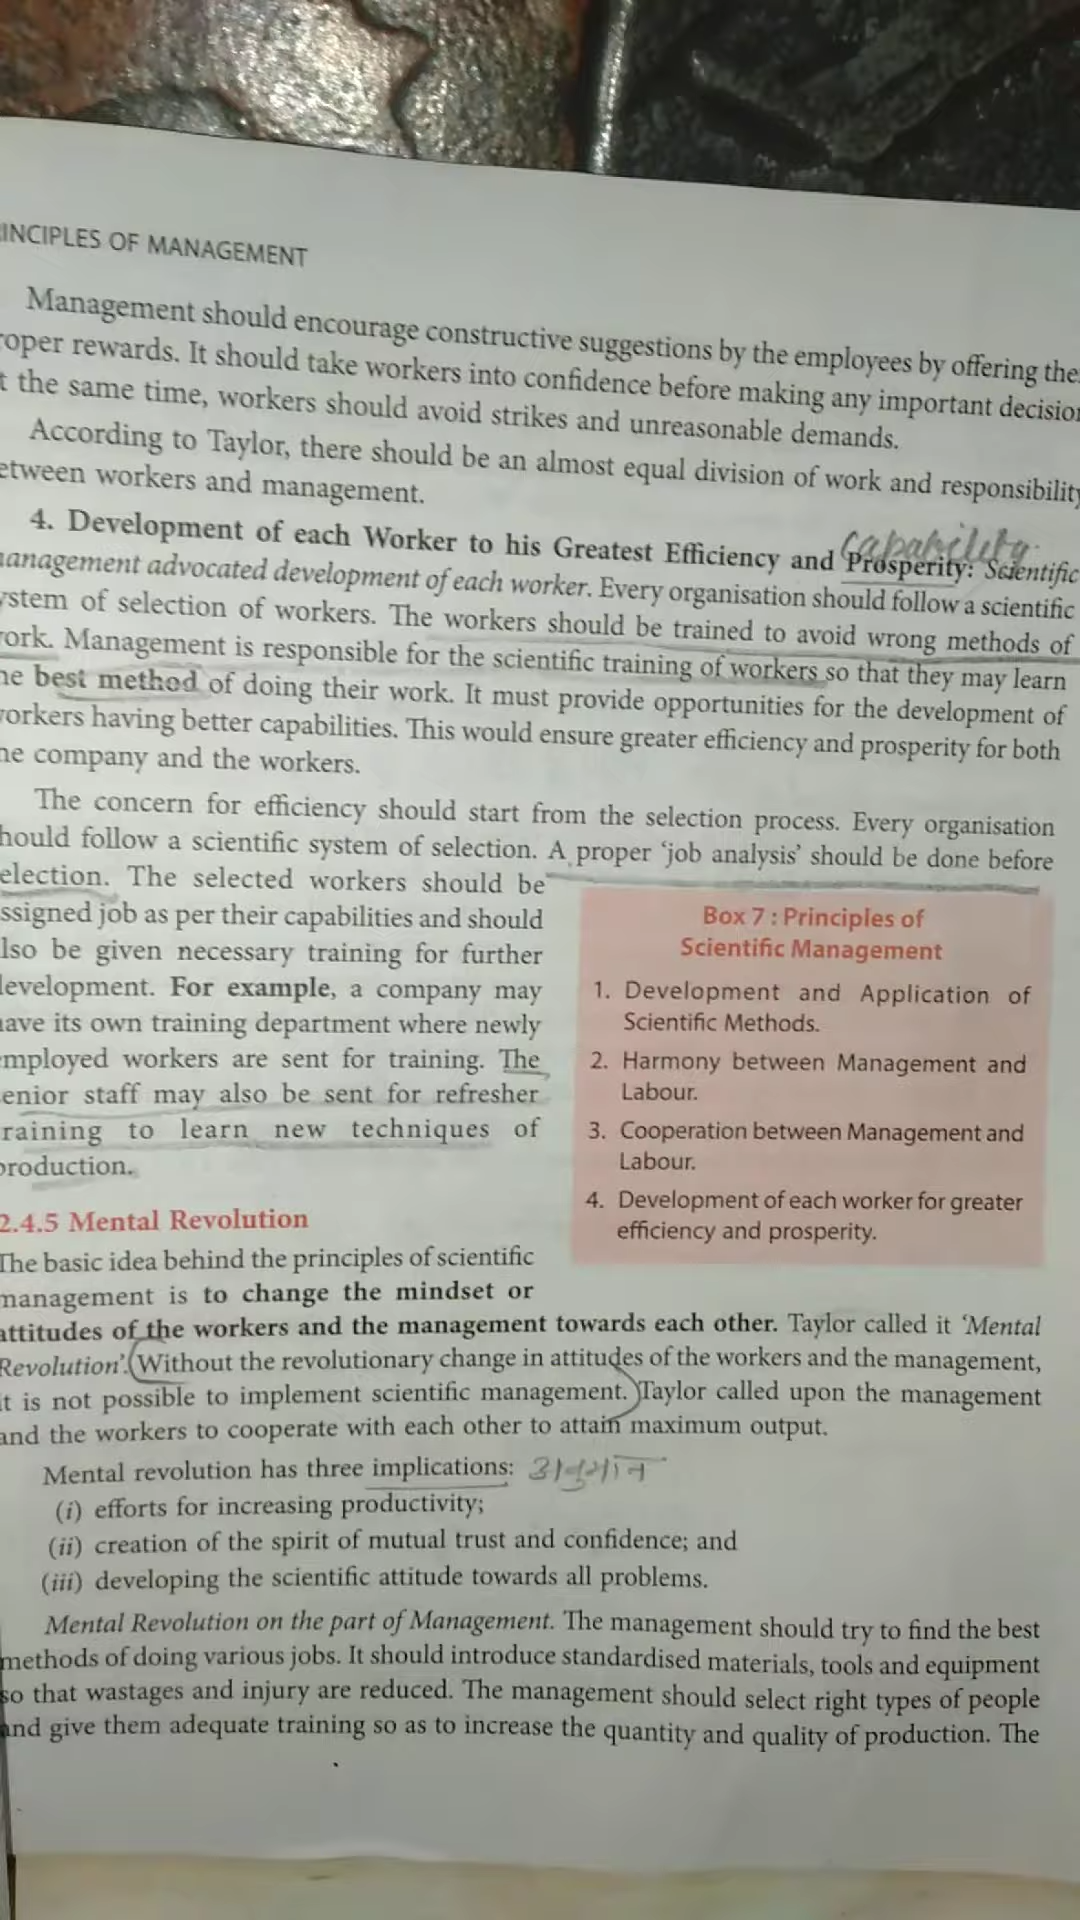 INCIPLES OF MANAGEMENT
Management should encourage constructive suggestions by the employees by offering the
roper rewards. It should take workers into confidence before making any important decision
t the same time, workers should avoid strikes and unreasonable demands.
According to Taylor, there should be an almost equal division of work and responsibility
etween workers and management.
Capability
4. Development of each Worker to his Greatest Efficiency and Prosperity: Scientific
anagement advocated development of each worker. Every organisation should follow a scientific
ystem of selection of workers. The workers should be trained to avoid wrong methods of
ork. Management is responsible for the scientific training of workers so that they may learn
he best method of doing their work. It must provide opportunities for the development of
orkers having better capabilities. This would ensure greater efficiency and prosperity for both
he company and the workers.
The concern for efficiency should start from the selection process. Every organisation
hould follow a scientific system of selection. A proper ‘job analysis’ should be done before
election. The selected workers should be
ssigned job as per their capabilities and should
lso be given necessary training for further
development. For example, a company may
have its own training department where newly
employed workers are sent for training. The
enior staff may also be sent for refresher
raining to learn new techniques of
production.
Box 7 : Principles of
Scientific Management
1. Development and Application of
Scientific Methods.
2. Harmony between Management and
Labour.
3. Cooperation between Management and
Labour.
4. Development of each worker for greater
efficiency and prosperity.
2.4.5 Mental Revolution
The basic idea behind the principles of scientific
management is to change the mindset or
attitudes of the workers and the management towards each other. Taylor called it ‘Mental
Revolution’. (Without the revolutionary change in attitudes of the workers and the management,
it is not possible to implement scientific management.) Taylor called upon the management
and the workers to cooperate with each other to attain maximum output.
Mental revolution has three implications: अनुमान
(i) efforts for increasing productivity;
(ii) creation of the spirit of mutual trust and confidence; and
(iii) developing the scientific attitude towards all problems.
Mental Revolution on the part of Management. The management should try to find the best
methods of doing various jobs. It should introduce standardised materials, tools and equipment
so that wastages and injury are reduced. The management should select right types of people
and give them adequate training so as to increase the quantity and quality of production. The